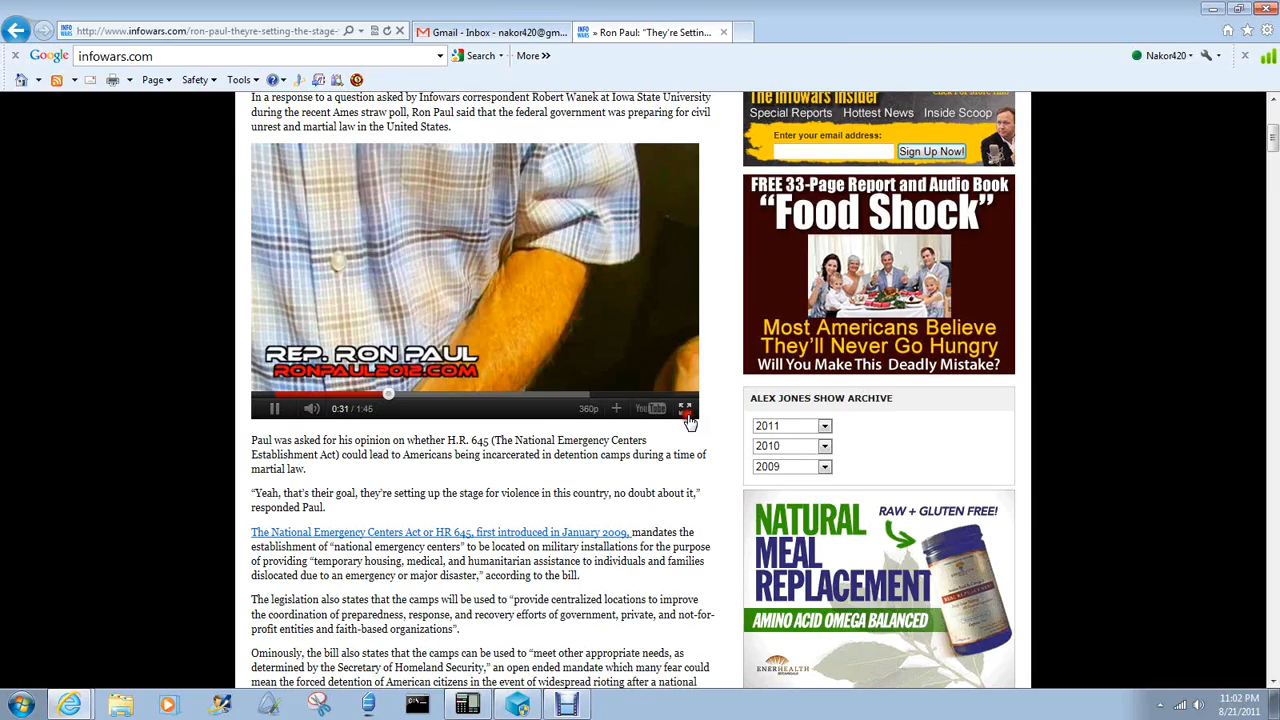 http://www.infowars.com/ron-paul-theyre-setting-the-stage-
Gmail - Inbox - nakor420@gm...
INFO WARS
» Ron Paul: "They're Settin...
Google
infowars.com
Search
More »
Nakor420
Page
Safety
Tools
In a response to a question asked by Infowars correspondent Robert Wanek at Iowa State University
during the recent Ames straw poll, Ron Paul said that the federal government was preparing for civil
unrest and martial law in the United States.
REP. RON PAUL
RONPAUL2012.COM
0:31 / 1:45
360p
YouTube
Paul was asked for his opinion on whether H.R. 645 (The National Emergency Centers
Establishment Act) could lead to Americans being incarcerated in detention camps during a time of
martial law.
“Yeah, that’s their goal, they’re setting up the stage for violence in this country, no doubt about it,”
responded Paul.
The National Emergency Centers Act or HR 645, first introduced in January 2009, mandates the
establishment of “national emergency centers” to be located on military installations for the purpose
of providing “temporary housing, medical, and humanitarian assistance to individuals and families
dislocated due to an emergency or major disaster,” according to the bill.
The legislation also states that the camps will be used to “provide centralized locations to improve
the coordination of preparedness, response, and recovery efforts of government, private, and not-for-
profit entities and faith-based organizations”.
Ominously, the bill also states that the camps can be used to “meet other appropriate needs, as
determined by the Secretary of Homeland Security,” an open ended mandate which many fear could
mean the forced detention of American citizens in the event of widespread rioting after a national
The Infowars Insider
Special Reports Hottest News Inside Scoop
Enter your email address:
Sign Up Now!
FREE 33-Page Report and Audio Book
“Food Shock”
Most Americans Believe
They’ll Never Go Hungry
Will You Make This Deadly Mistake?
ALEX JONES SHOW ARCHIVE
2011
2010
2009
NATURAL
MEAL
REPLACEMENT
RAW + GLUTEN FREE!
AMINO ACID OMEGA BALANCED
ENERHEALTH
11:02 PM
8/21/2011